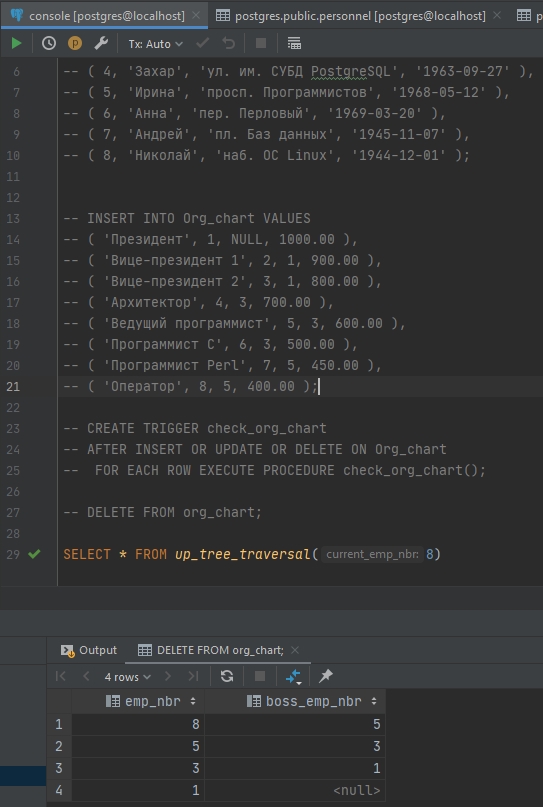 console [postgres@localhost] postgres.public.personnel [postgres@localhost] p
Tx: Auto
6 -- ( 4, 'Захар', 'ул. им. СУБД PostgreSQL', '1963-09-27' ),
7 -- ( 5, 'Ирина', 'просп. Программистов', '1968-05-12' ),
8 -- ( 6, 'Анна', 'пер. Перловый', '1969-03-20' ),
9 -- ( 7, 'Андрей', 'пл. Баз данных', '1945-11-07' ),
10 -- ( 8, 'Николай', 'наб. ОС Linux', '1944-12-01' );
11
12
13 -- INSERT INTO Org_chart VALUES
14 -- ( 'Президент', 1, NULL, 1000.00 ),
15 -- ( 'Вице-президент 1', 2, 1, 900.00 ),
16 -- ( 'Вице-президент 2', 3, 1, 800.00 ),
17 -- ( 'Архитектор', 4, 3, 700.00 ),
18 -- ( 'Ведущий программист', 5, 3, 600.00 ),
19 -- ( 'Программист C', 6, 3, 500.00 ),
20 -- ( 'Программист Perl', 7, 5, 450.00 ),
21 -- ( 'Оператор', 8, 5, 400.00 );
22
23 -- CREATE TRIGGER check_org_chart
24 -- AFTER INSERT OR UPDATE OR DELETE ON Org_chart
25 --  FOR EACH ROW EXECUTE PROCEDURE check_org_chart();
26
27 -- DELETE FROM org_chart;
28
29 SELECT * FROM up_tree_traversal( current_emp_nbr: 8)
Output DELETE FROM org_chart;
4 rows
emp_nbr boss_emp_nbr
1 8 5
2 5 3
3 3 1
4 1 <null>